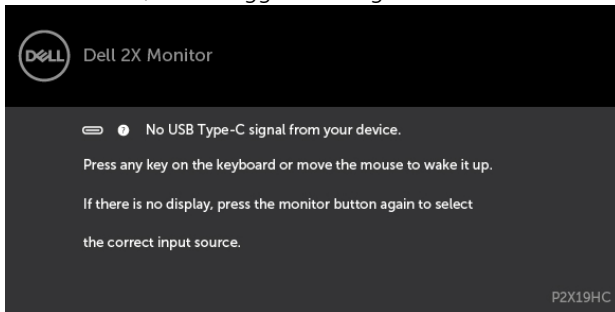 DELL Dell 2X Monitor
? No USB Type-C signal from your device.
Press any key on the keyboard or move the mouse to wake it up.
If there is no display, press the monitor button again to select
the correct input source.
P2X19HC